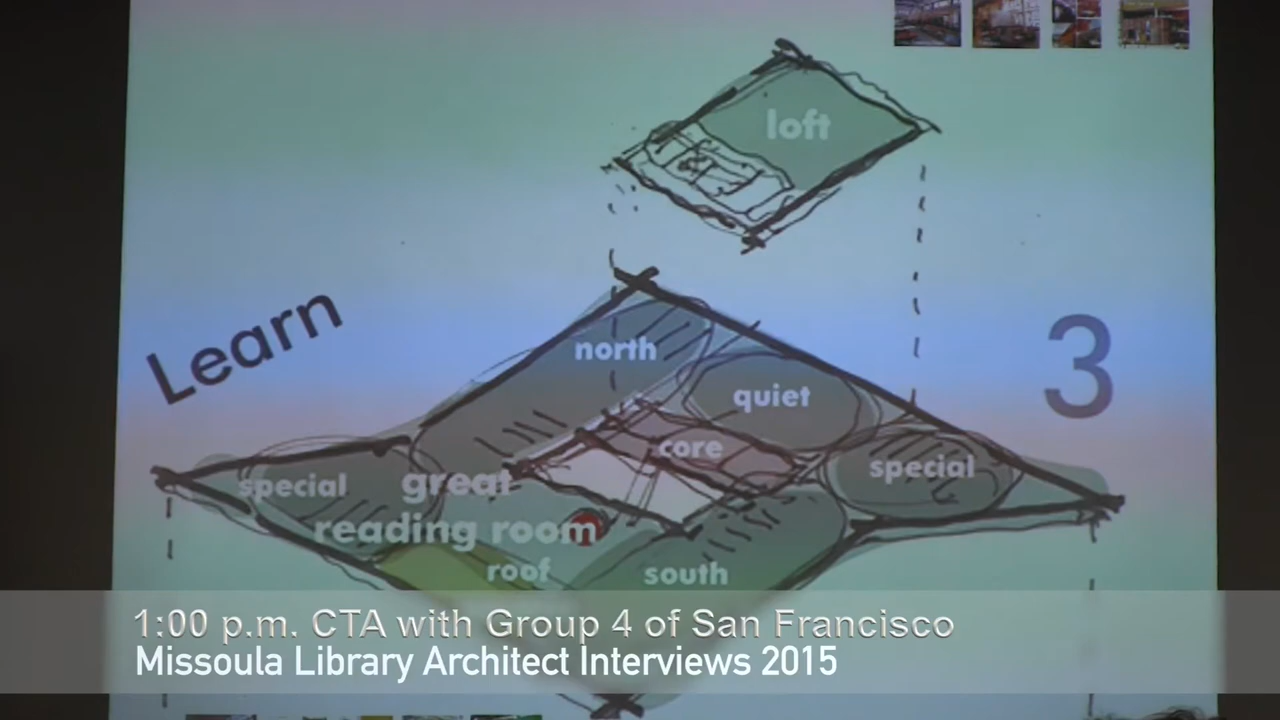 loft
Learn
3
north
quiet
core
special
special
great
reading room
roof
south
1:00 p.m. CTA with Group 4 of San Francisco
Missoula Library Architect Interviews 2015